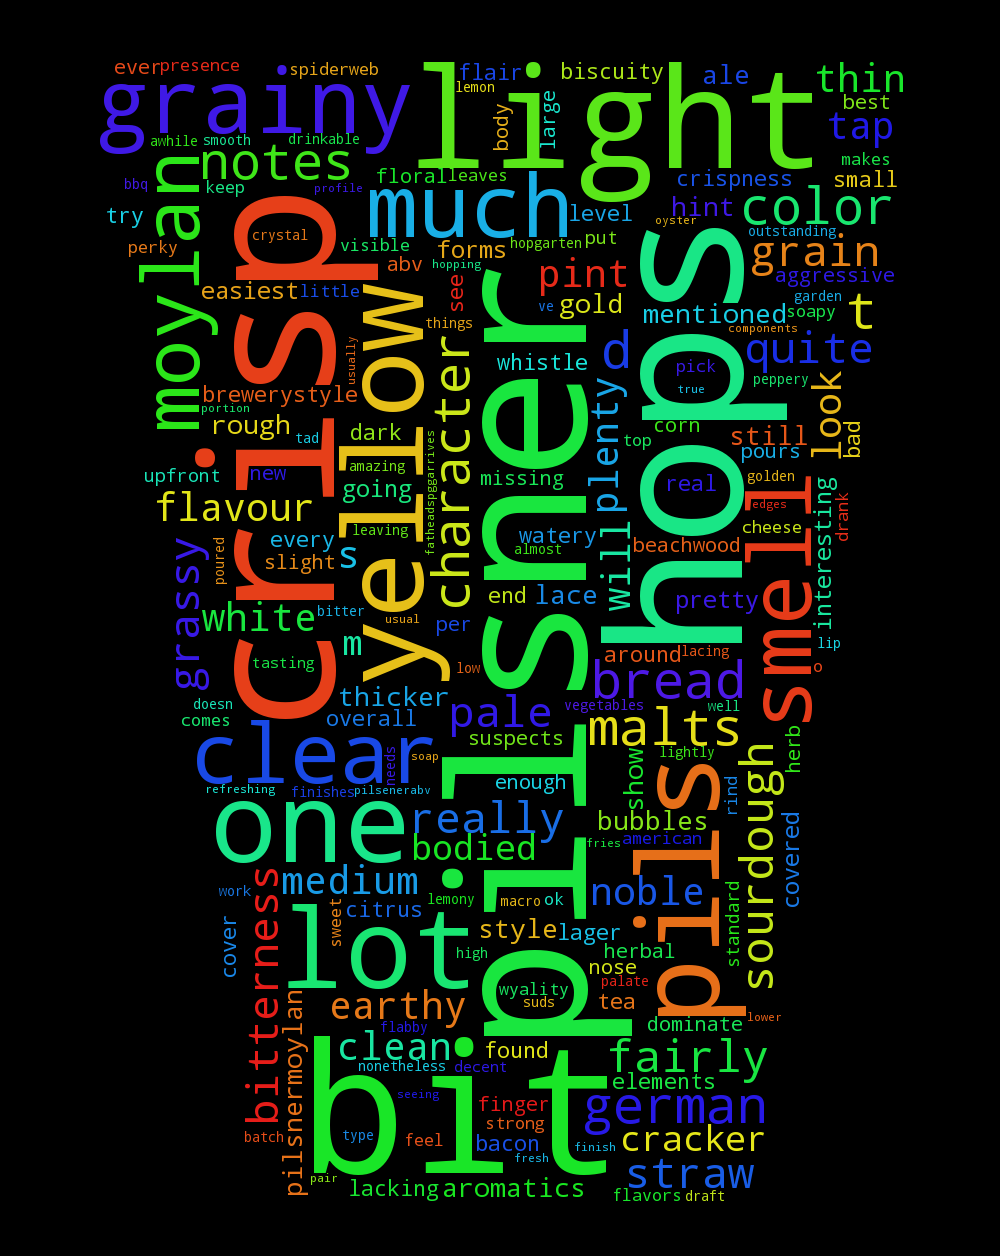 ever
presence
spiderweb
flair
lemon
biscuity
ale
thin
grainy
light
body
large
best
tap
awhile
smooth
drinkable
notes
makes
moylan
bbq
keep
profile
floral
leaves
much
crispness
small
try
crisp
crystal
level
hint
color
oyster
outstanding
perky
visible
forms
hopgarten
put
hops
grain
abv
hopping
see
pint
aggressive
easiest
little
yellow
ve
gold
garden
mentioned
soapy
t
things
components
usually
character
pilsner
whistle
d
quite
pick
peppery
brewerystyle
true
look
portion
plenty
rough
tad
dark
fatheadspggarrives
top
corn
still
bad
pours
upfront
new
amazing
going
missing
real
golden
smell
leaving
flavour
edges
interesting
drank
every
s
watery
will
cheese
almost
beachwood
slight
poured
grassy
white
bitter
usual
end
lace
pretty
m
per
lip
tasting
low
around
lacing
o
bread
doesn
thicker
vegetables
well
comes
overall
pale
malts
clear
suspects
lightly
herb
needs
soap
show
pils
sourdough
refreshing
finishes
pilsenerabv
enough
rind
one
really
bubbles
covered
bodied
fries
american
work
medium
lemony
macro
ok
noble
standard
bitterness
sweet
citrus
lot
style
lager
cover
high
herbal
nose
wyality
palate
suds
tea
earthy
pilsnermoylan
flabby
dominate
lower
clean
found
fairly
nonetheless
decent
elements
bit
seeing
finger
german
batch
type
feel
strong
bacon
finish
cracker
fresh
pair
straw
lacking
aromatics
flavors
draft